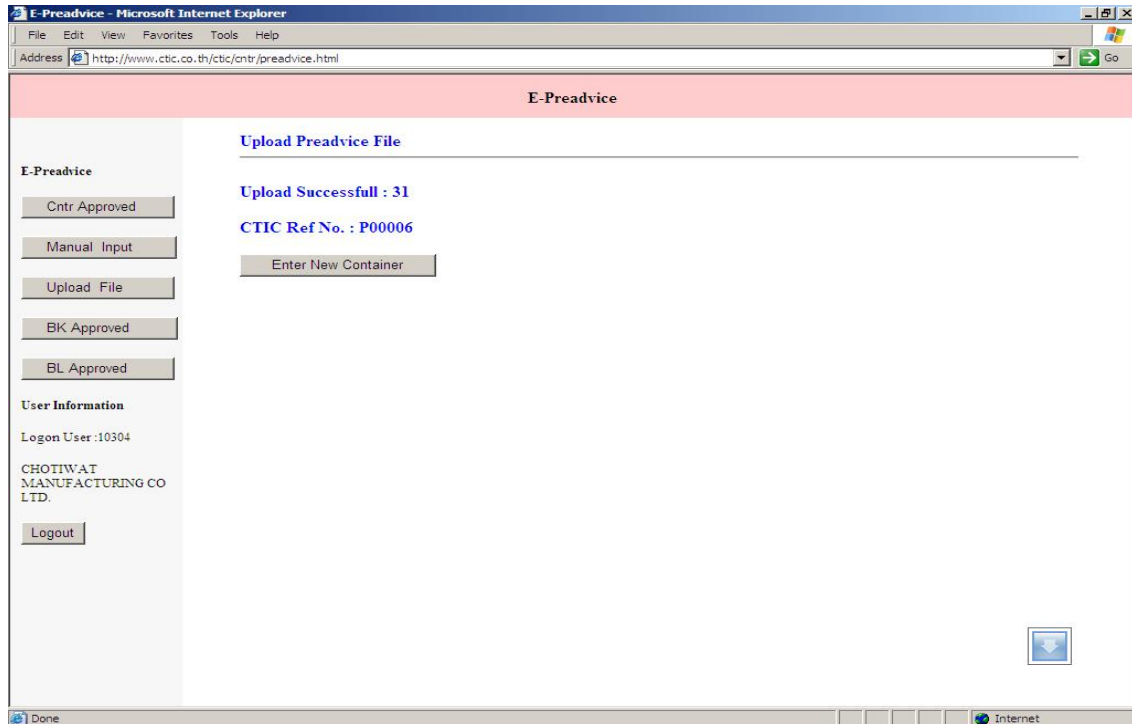 E-Preadvice - Microsoft Internet Explorer
File Edit View Favorites Tools Help
Address http://www.ctic.co.th/ctic/cntr/preadvice.html Go
E-Preadvice
E-Preadvice
Cntr Approved
Manual Input
Upload File
BK Approved
BL Approved
User Information
Logon User :10304
CHOTIWAT
MANUFACTURING CO
LTD.
Logout
Upload Preadvice File
Upload Successfull : 31
CTIC Ref No. : P00006
Enter New Container
Done Internet